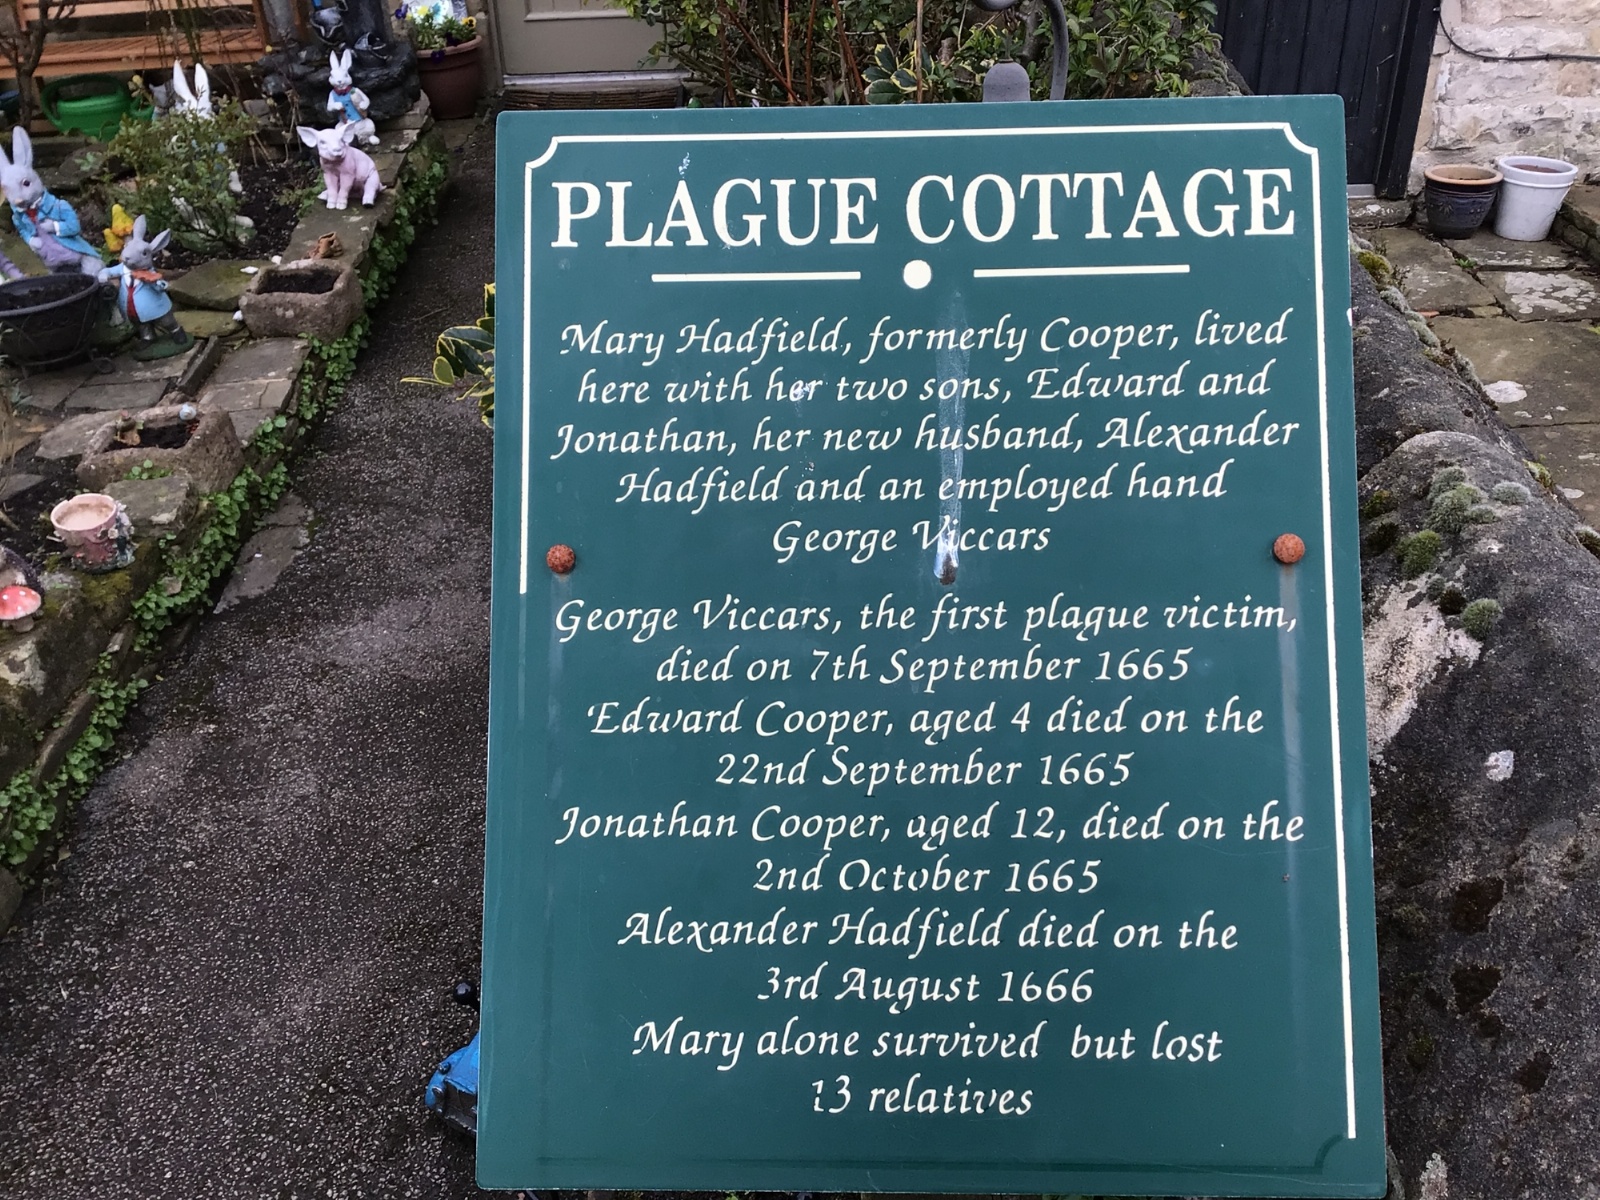 PLAGUE COTTAGE
Mary Hadfield, formerly Cooper, lived
here with her two sons, Edward and
Jonathan, her new husband, Alexander
Hadfield and an employed hand
George Viccars
George Viccars, the first plague victim,
died on 7th September 1665
Edward Cooper, aged 4 died on the
22nd September 1665
Jonathan Cooper, aged 12, died on the
2nd October 1665
Alexander Hadfield died on the
3rd August 1666
Mary alone survived but lost
13 relatives